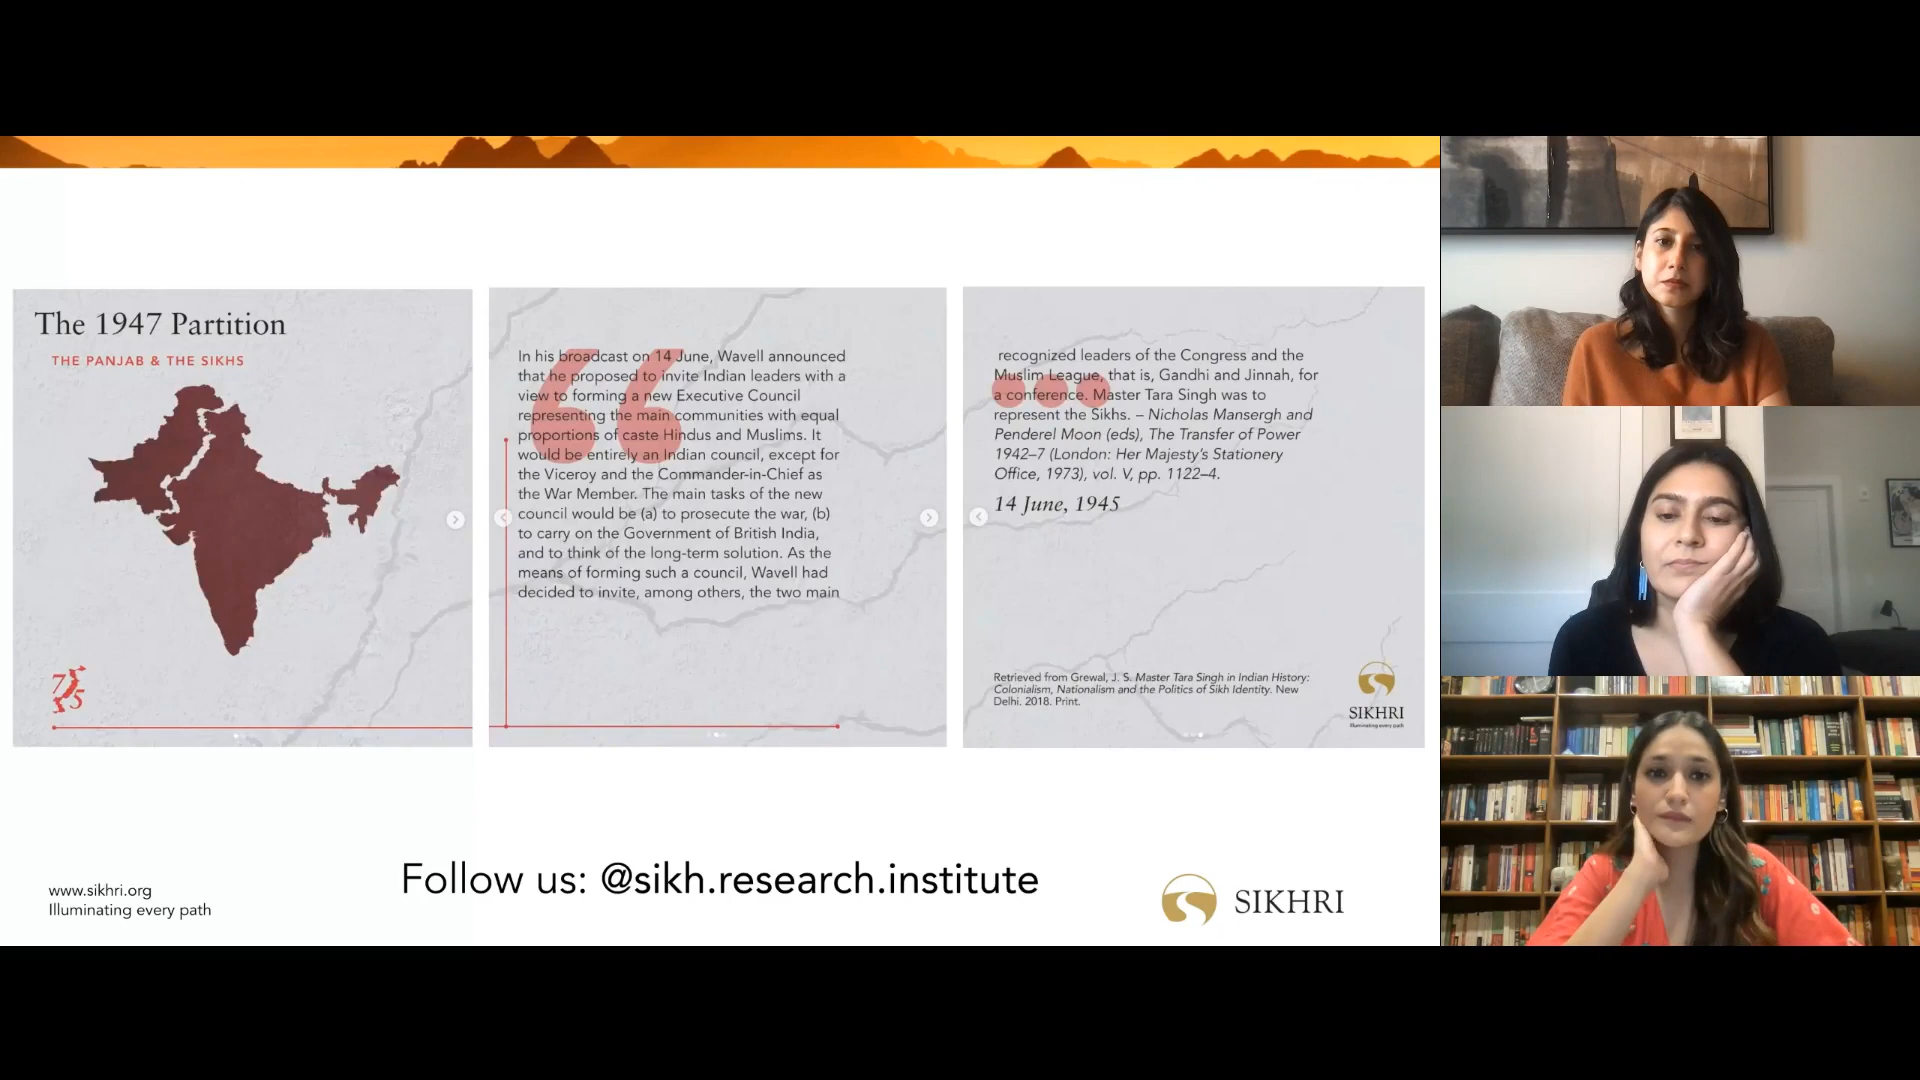 The 1947 Partition
THE PANJAB & THE SIKHS
75
In his broadcast on 14 June, Wavell announced
that he proposed to invite Indian leaders with a
view to forming a new Executive Council
representing the main communities with equal
proportions of caste Hindus and Muslims. It
would be entirely an Indian council, except for
the Viceroy and the Commander-in-Chief as
the War Member. The main tasks of the new
council would be (a) to prosecute the war, (b)
to carry on the Government of British India,
and to think of the long-term solution. As the
means of forming such a council, Wavell had
decided to invite, among others, the two main
recognized leaders of the Congress and the
Muslim League, that is, Gandhi and Jinnah, for
a conference. Master Tara Singh was to
represent the Sikhs. – Nicholas Mansergh and
Penderel Moon (eds), The Transfer of Power
1942–7 (London: Her Majesty's Stationery
Office, 1973), vol. V, pp. 1122–4.
14 June, 1945
Retrieved from Grewal, J. S. Master Tara Singh in Indian History:
Colonialism, Nationalism and the Politics of Sikh Identity. New
Delhi. 2018. Print.
SIKHRI
Illuminating every path
www.sikhri.org
Illuminating every path
Follow us: @sikh.research.institute
SIKHRI